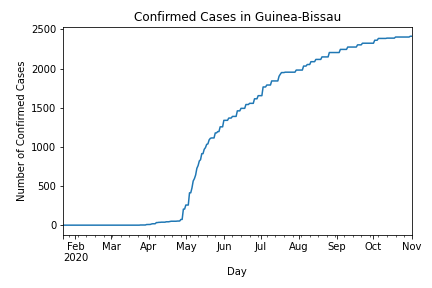 Confirmed Cases in Guinea-Bissau
Number of Confirmed Cases
2500
2000
1500
1000
500
0
Feb Mar Apr May Jun Jul Aug Sep Oct Nov
2020
Day